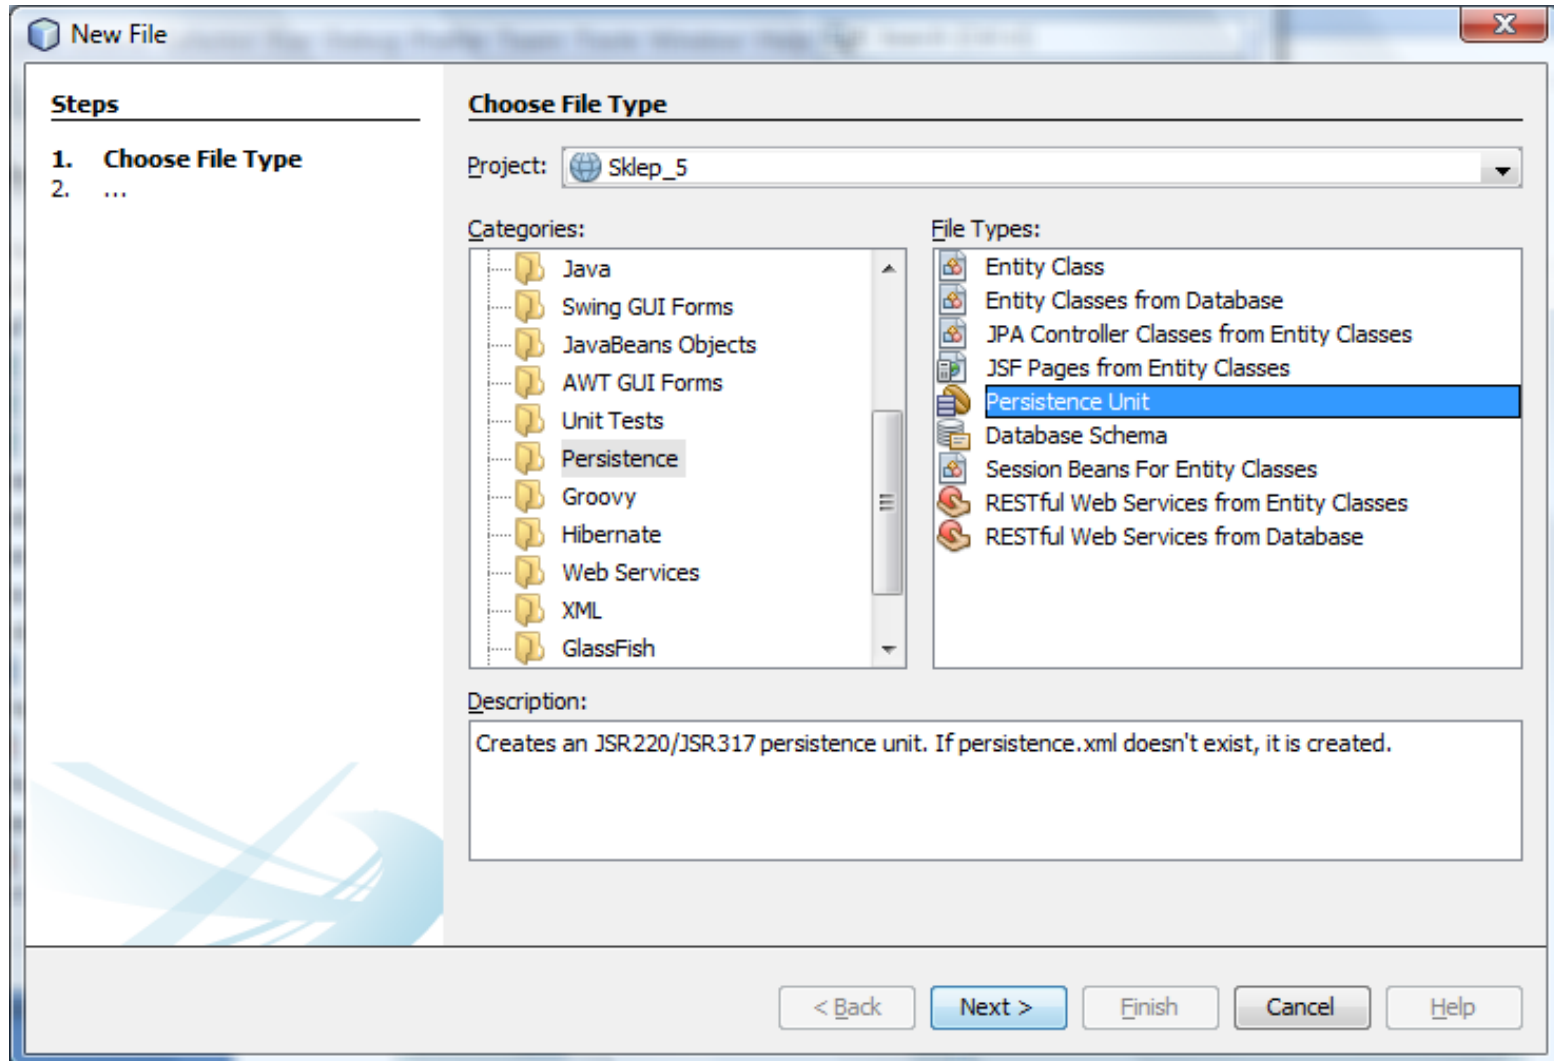 New File
Steps
1. Choose File Type
2. ...
Choose File Type
Project: Sklep_5
Categories:
Java
Swing GUI Forms
JavaBeans Objects
AWT GUI Forms
Unit Tests
Persistence
Groovy
Hibernate
Web Services
XML
GlassFish
File Types:
Entity Class
Entity Classes from Database
JPA Controller Classes from Entity Classes
JSF Pages from Entity Classes
Persistence Unit
Database Schema
Session Beans For Entity Classes
RESTful Web Services from Entity Classes
RESTful Web Services from Database
Description:
Creates an JSR220/JSR317 persistence unit. If persistence.xml doesn't exist, it is created.
< Back
Next >
Finish
Cancel
Help